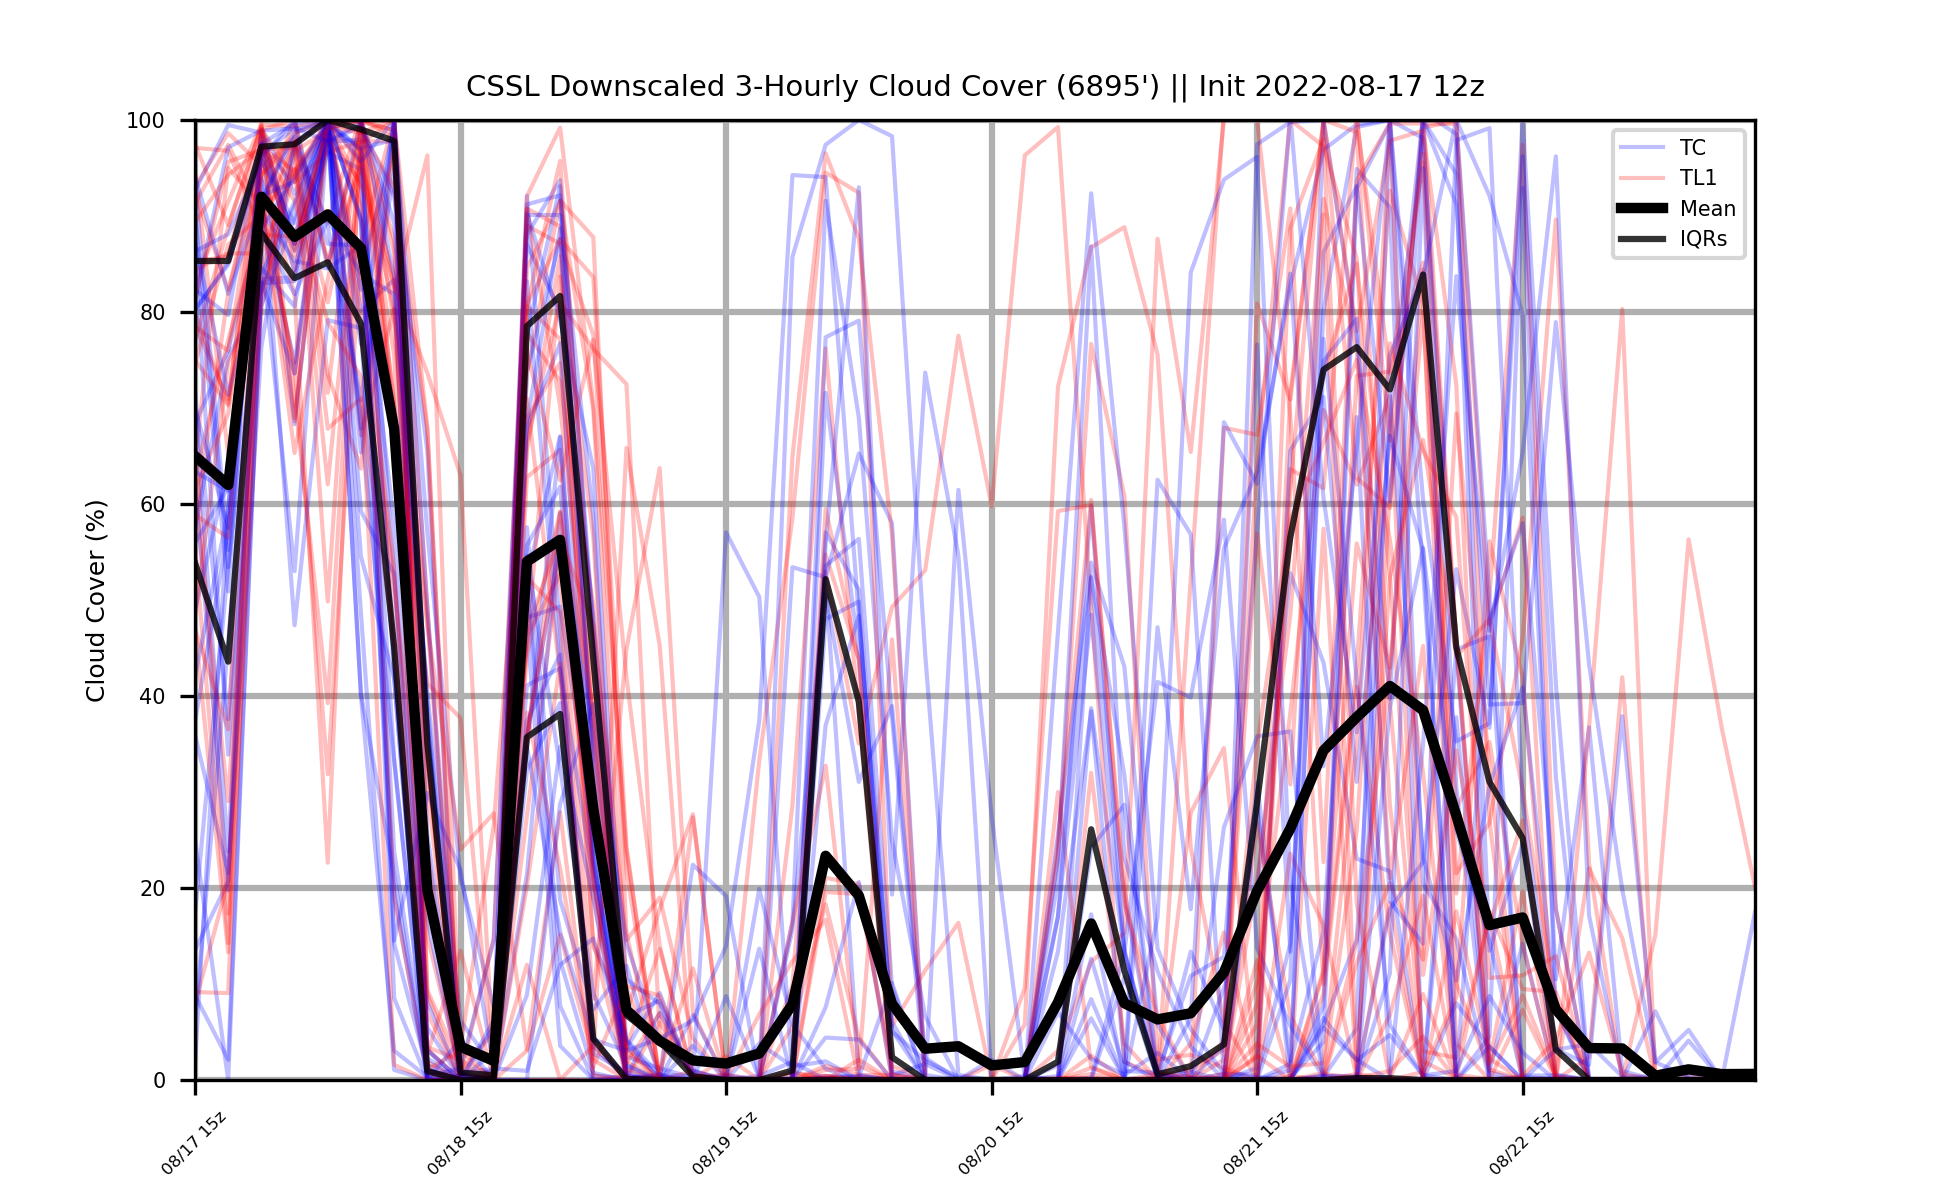 CSSL Downscaled 3-Hourly Cloud Cover (6895') || Init 2022-08-17 12z
TC
TL1
Mean
IQRs
Cloud Cover (%)
100
80
60
40
20
0
08/17 15z
08/18 15z
08/19 15z
08/20 15z
08/21 15z
08/22 15z